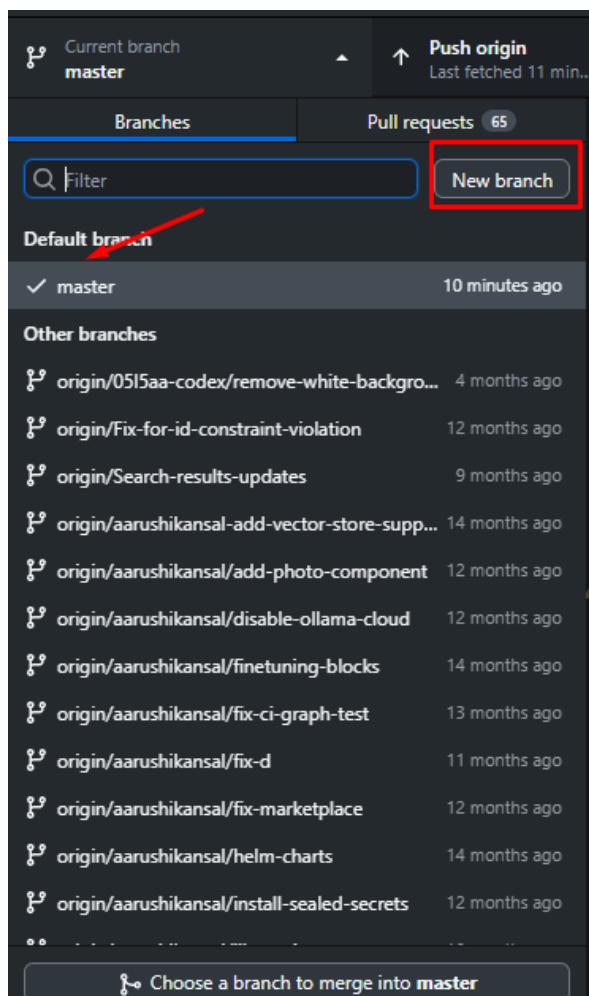 Current branch
master
Push origin
Last fetched 11 min...
Branches
Pull requests 65
Filter
New branch
Default branch
master 10 minutes ago
Other branches
origin/05l5aa-codex/remove-white-backgro... 4 months ago
origin/Fix-for-id-constraint-violation 12 months ago
origin/Search-results-updates 9 months ago
origin/aarushikansal-add-vector-store-supp... 14 months ago
origin/aarushikansal/add-photo-component 12 months ago
origin/aarushikansal/disable-ollama-cloud 12 months ago
origin/aarushikansal/finetuning-blocks 14 months ago
origin/aarushikansal/fix-ci-graph-test 13 months ago
origin/aarushikansal/fix-d 11 months ago
origin/aarushikansal/fix-marketplace 12 months ago
origin/aarushikansal/helm-charts 14 months ago
origin/aarushikansal/install-sealed-secrets 12 months ago
Choose a branch to merge into master